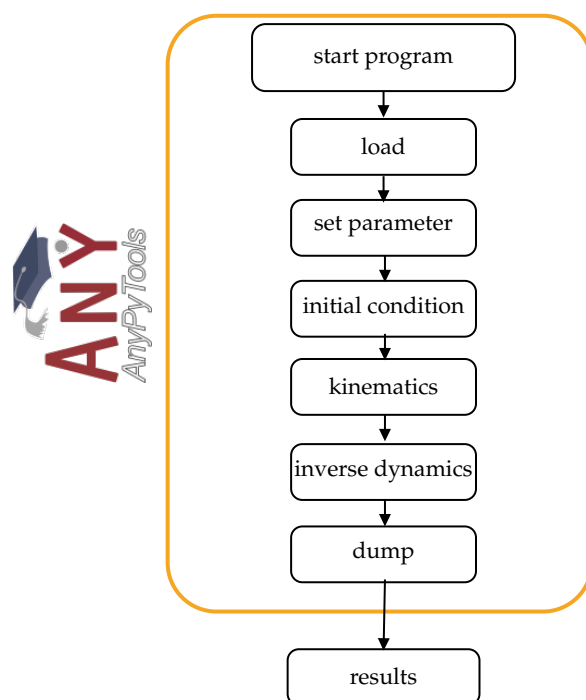 start program
load
set parameter
initial condition
kinematics
inverse dynamics
dump
results
ANY
AnyPyTools